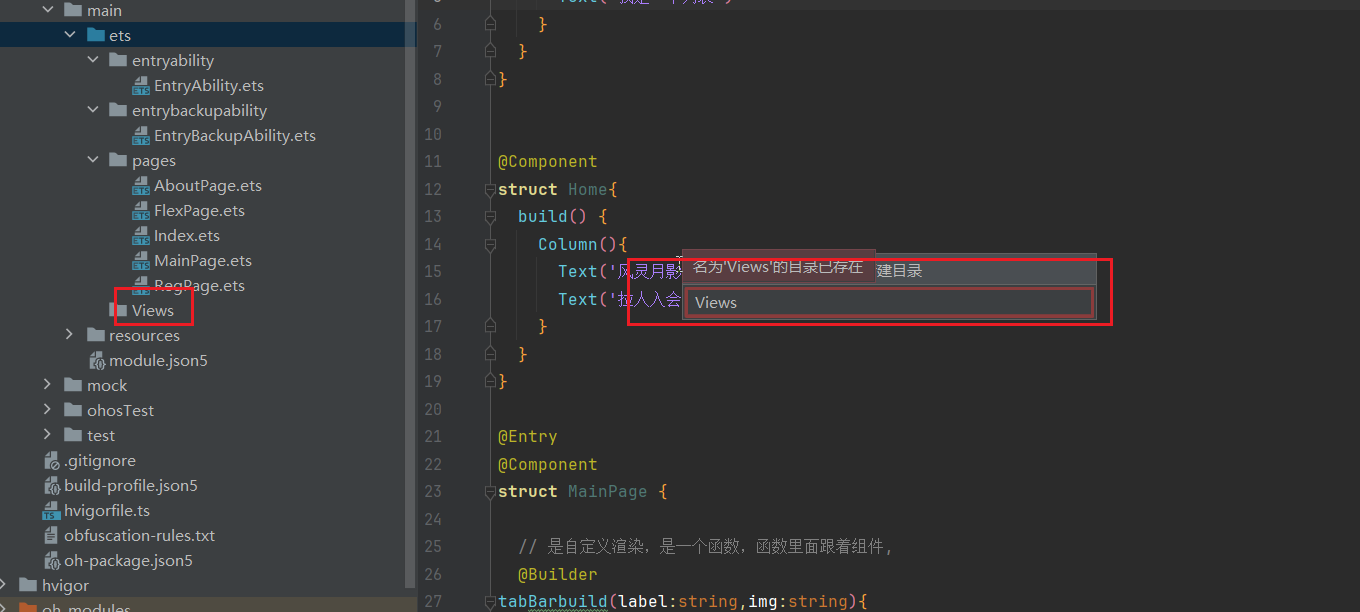 main
ets
entryability
EntryAbility.ets
entrybackupability
EntryBackupAbility.ets
pages
AboutPage.ets
FlexPage.ets
Index.ets
MainPage.ets
RegPage.ets
Views
resources
module.json5
mock
ohosTest
test
.gitignore
build-profile.json5
hvigorfile.ts
obfuscation-rules.txt
oh-package.json5
hvigor
oh_modules
6 }
7 }
8 }
9
10
11 @Component
12 struct Home{
13 build() {
14 Column(){
15 Text('风灵月影
16 Text('拉人入会
17 }
18 }
19 }
20
21 @Entry
22 @Component
23 struct MainPage {
24
25 // 是自定义渲染，是一个函数，函数里面跟着组件，
26 @Builder
27 tabBarbuild(label:string,img:string){
名为'Views'的目录已存在
建目录
Views